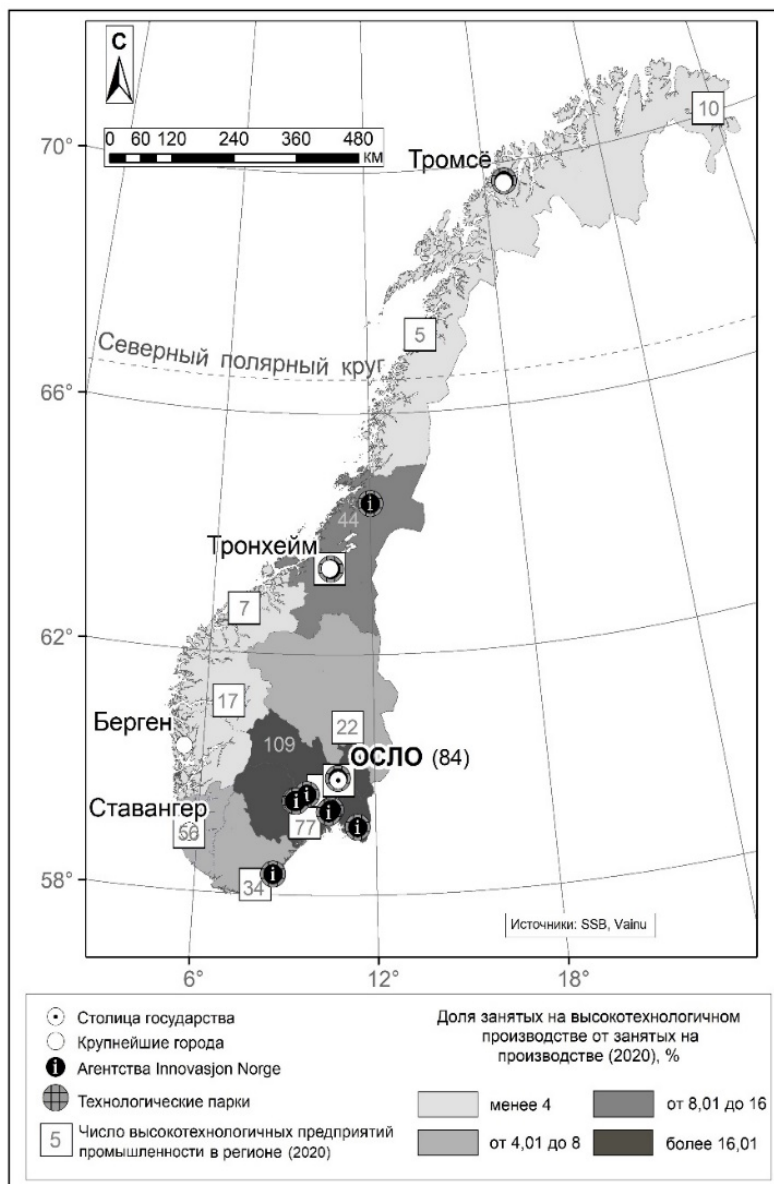 С
0 60 120 240 360 480
КМ
70°
10
Тромсё
5
Северный полярный круг
66°
44
Тронхейм
7
62°
17
Берген
22
109
ОСЛО (84)
Ставангер
56
77
34
58°
Источники: SSB, Vainu
6°
12°
18°
Столица государства
Крупнейшие города
Агентства Innovasjon Norge
Технологические парки
5 Число высокотехнологичных предприятий
промышленности в регионе (2020)
Доля занятых на высокотехнологичном
производстве от занятых на
производстве (2020), %
менее 4
от 8,01 до 16
от 4,01 до 8
более 16,01